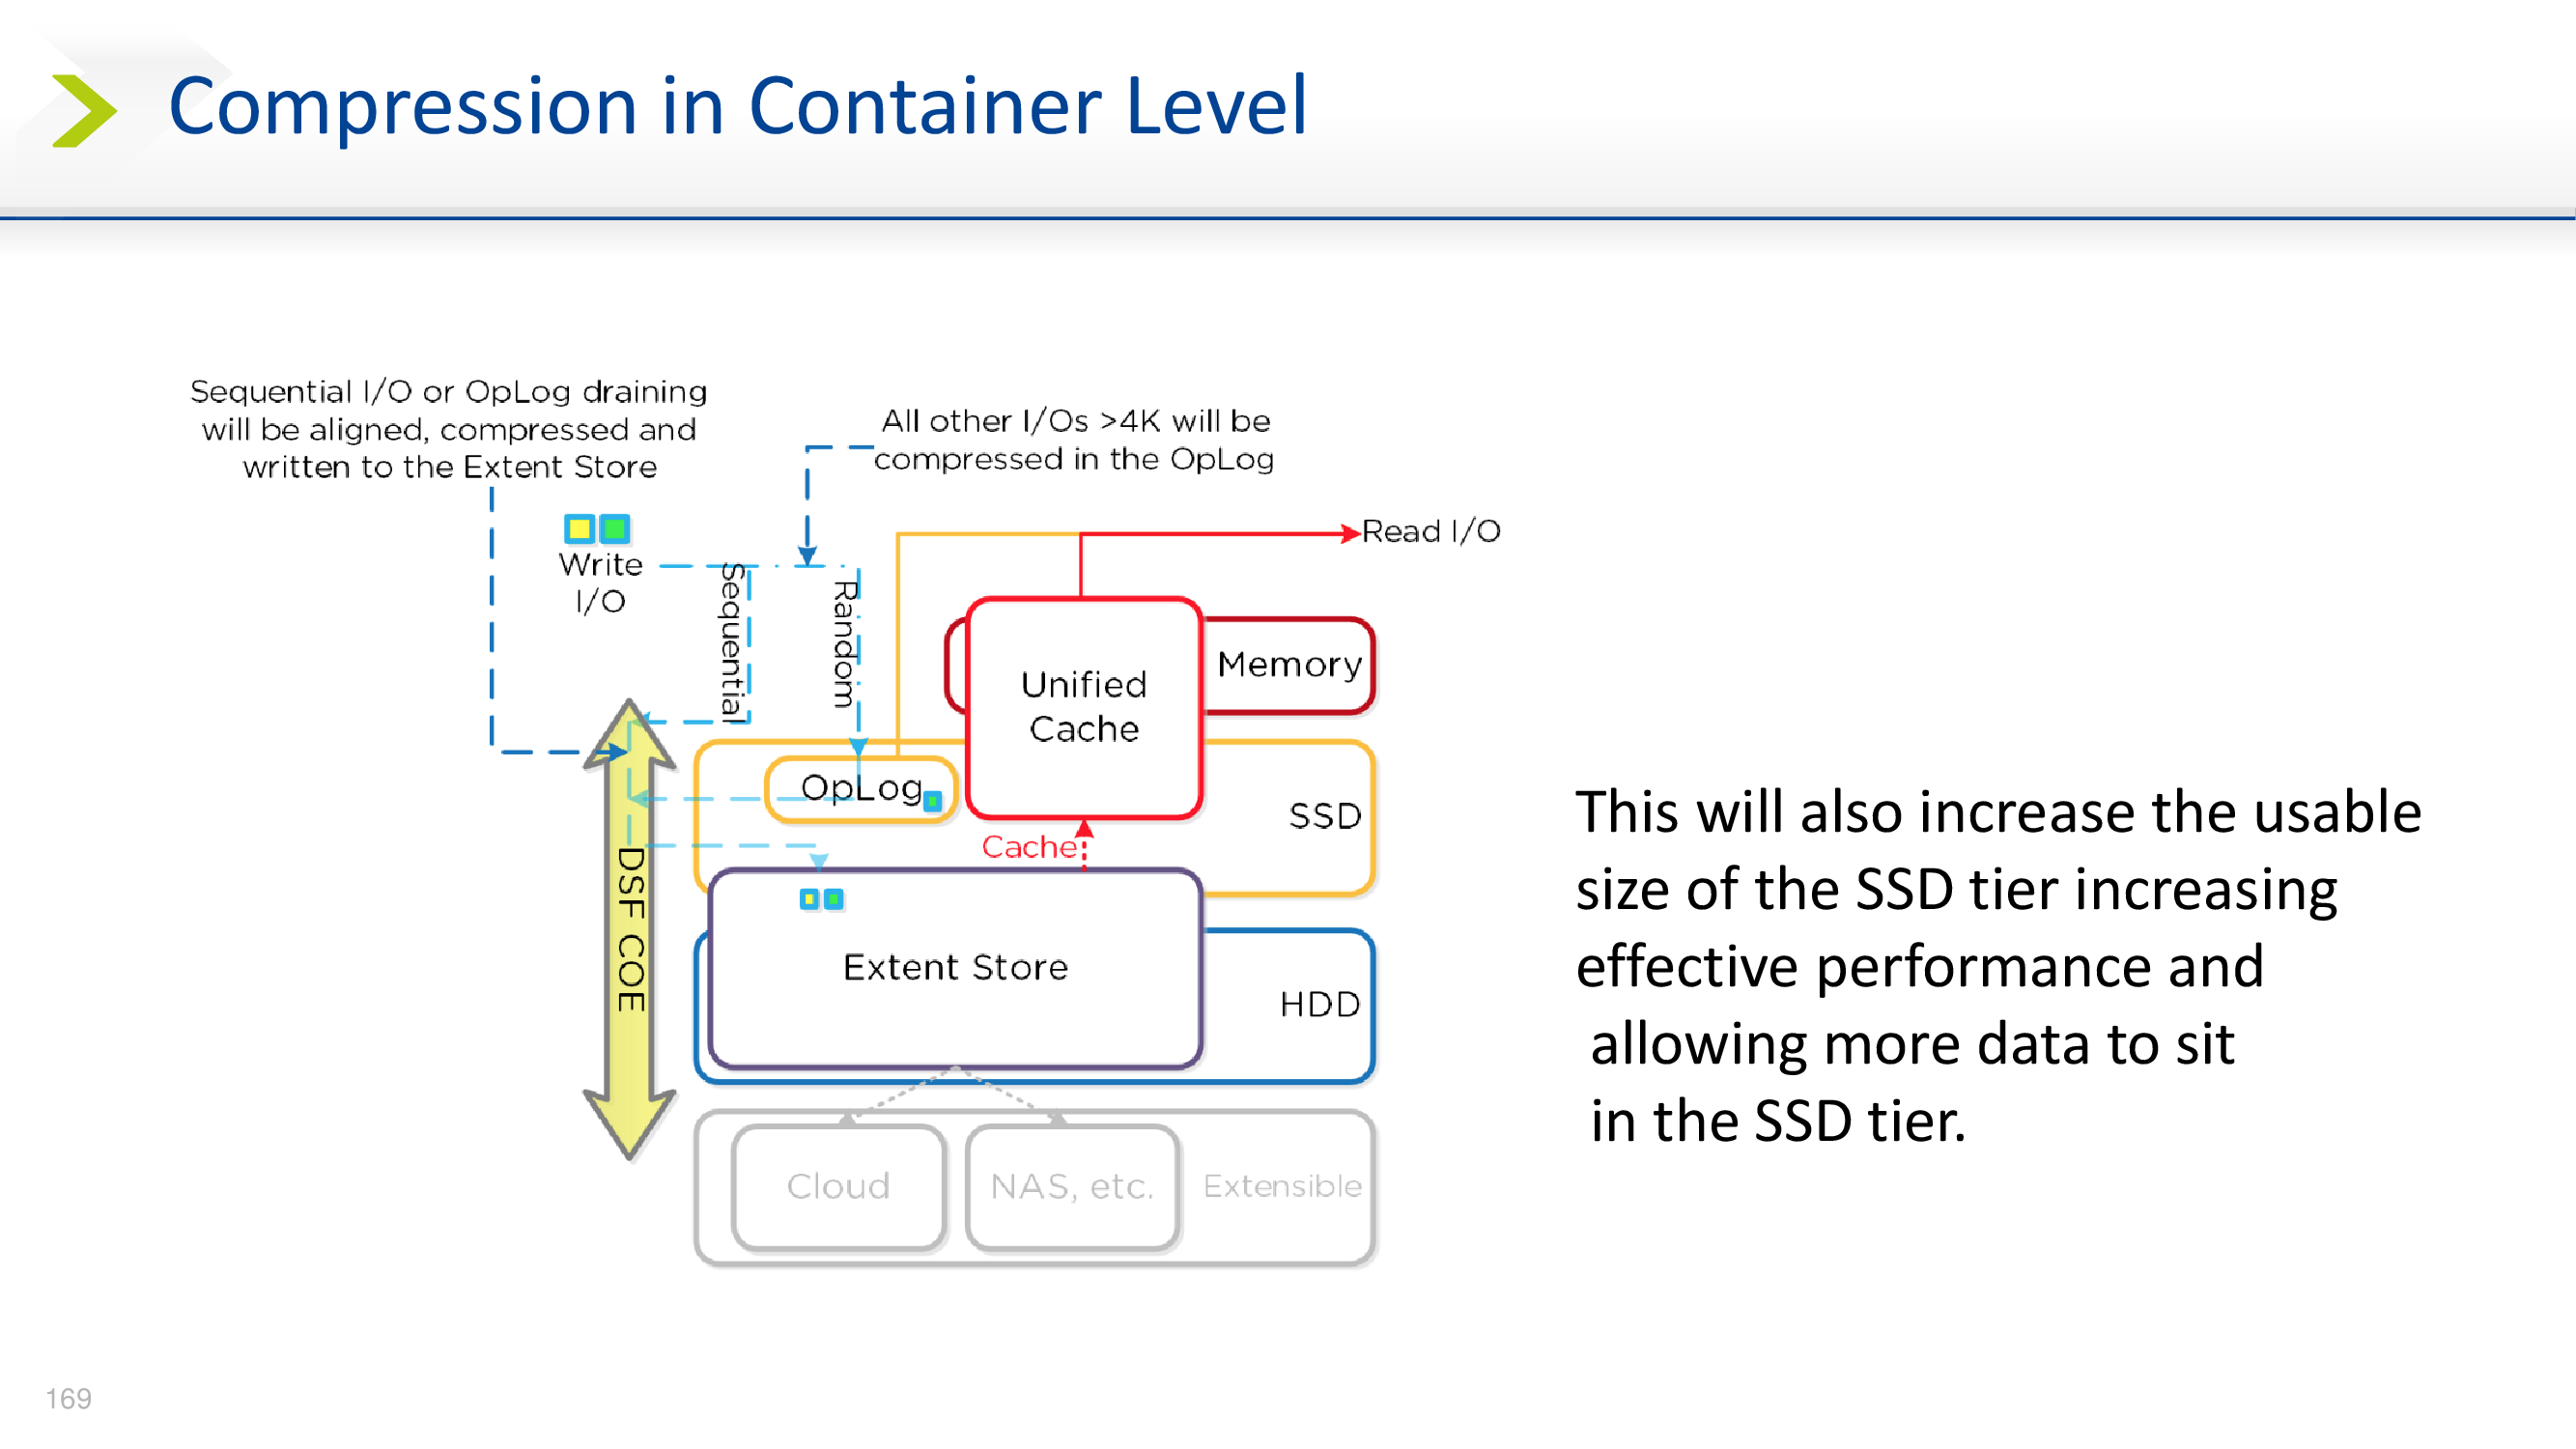 Compression in Container Level
Sequential I/O or OpLog draining
will be aligned, compressed and
written to the Extent Store
All other I/Os >4K will be
compressed in the OpLog
Write
I/O
Sequential
Random
Read I/O
Unified
Cache
Memory
OpLog
SSD
Cache
DSF COE
Extent Store
HDD
Cloud
NAS, etc.
Extensible
This will also increase the usable
size of the SSD tier increasing
effective performance and
allowing more data to sit
in the SSD tier.
169